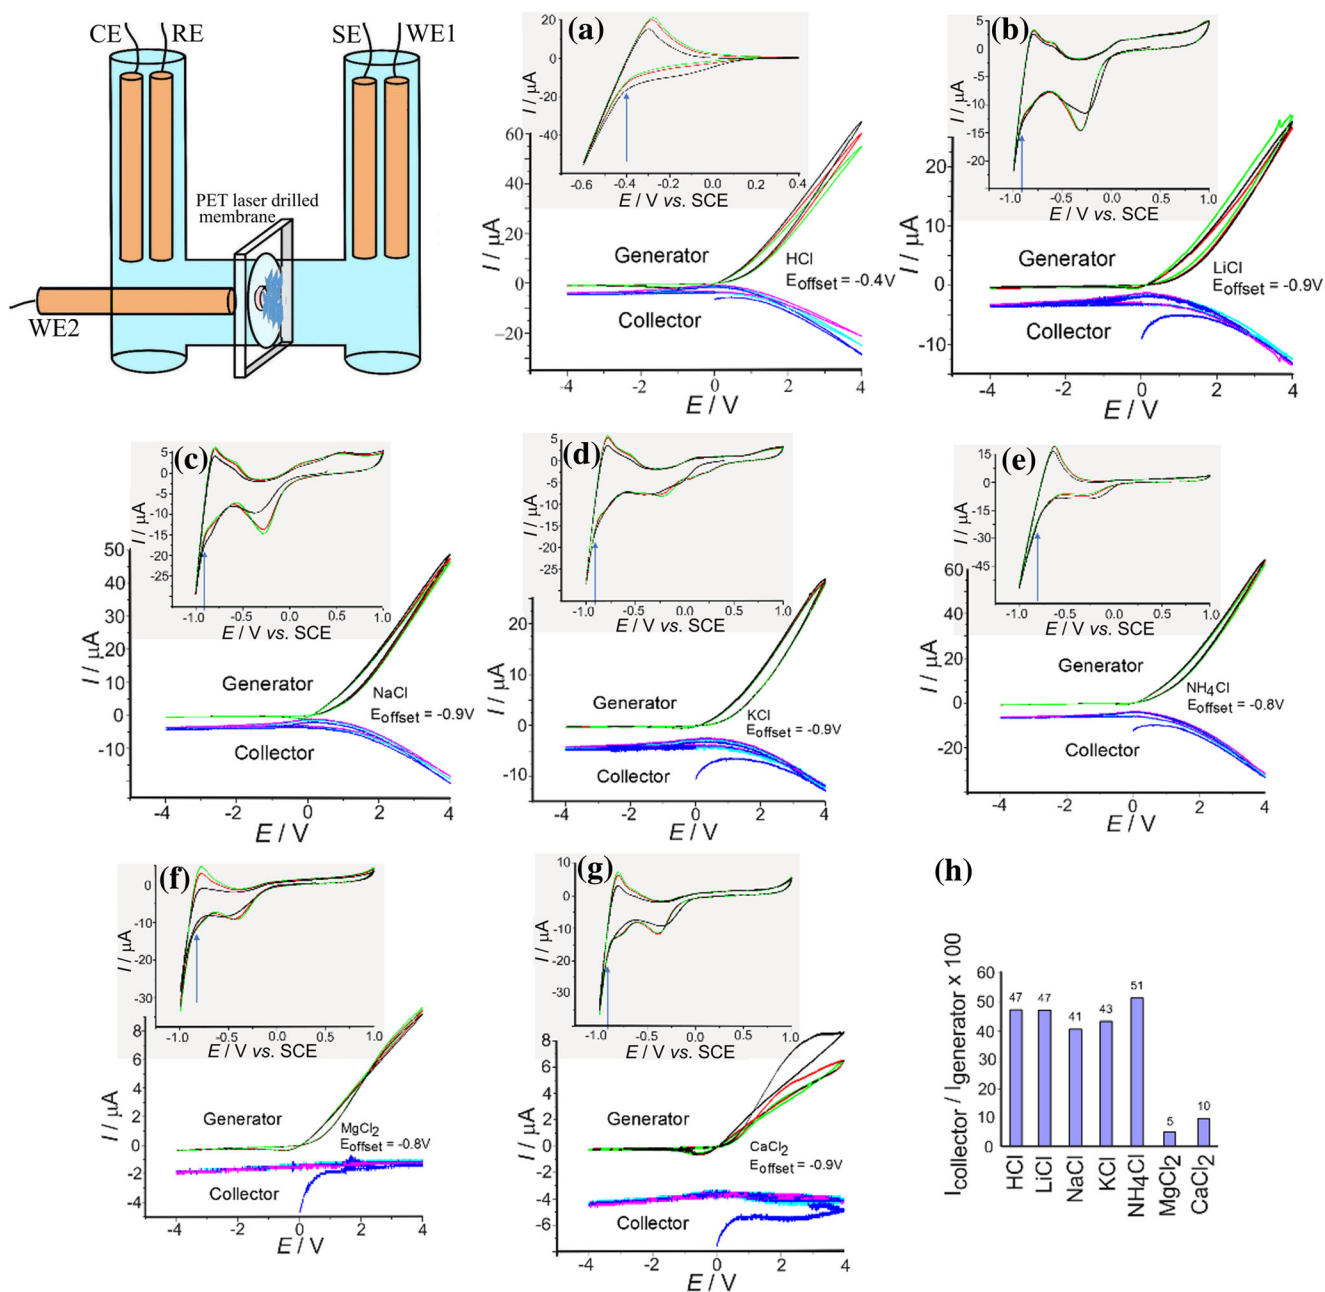 CE RE
SE WE1
PET laser drilled
membrane
WE2
(a)
I / µA
20
0
-20
-40
-0.6 -0.4 -0.2 0.0 0.2 0.4
E / V vs. SCE
I / µA
60
40
20
0
-20
Generator
HCl
Eoffset = -0.4V
Collector
-4 -2 0 2 4
E / V
(b)
I / µA
5
0
-5
-10
-15
-20
-1.0 -0.5 0.0 0.5 1.0
E / V vs. SCE
I / µA
20
10
0
-10
Generator
LiCl
Eoffset = -0.9V
Collector
-4 -2 0 2 4
E / V
(c)
I / µA
5
0
-5
-10
-15
-20
-25
-1.0 -0.5 0.0 0.5 1.0
E / V vs. SCE
I / µA
50
40
30
20
10
0
-10
Generator
NaCl
Eoffset = -0.9V
Collector
-4 -2 0 2 4
E / V
(d)
I / µA
5
0
-5
-10
-15
-20
-25
-1.0 -0.5 0.0 0.5 1.0
E / V vs. SCE
I / µA
20
10
0
-10
Generator
KCl
Eoffset = -0.9V
Collector
-4 -2 0 2 4
E / V
(e)
I / µA
15
0
-15
-30
-45
-1.0 -0.5 0.0 0.5 1.0
E / V vs. SCE
I / µA
60
40
20
0
-20
Generator
NH4Cl
Eoffset = -0.8V
Collector
-4 -2 0 2 4
E / V
(f)
I / µA
0
-10
-20
-30
-1.0 -0.5 0.0 0.5 1.0
E / V vs. SCE
I / µA
8
6
4
2
0
-2
-4
Generator
MgCl2
Eoffset = -0.8V
Collector
-4 -2 0 2 4
E / V
(g)
I / µA
10
0
-10
-20
-30
-1.0 -0.5 0.0 0.5 1.0
E / V vs. SCE
I / µA
8
6
4
2
0
-2
-4
-6
Generator
CaCl2
Eoffset = -0.9V
Collector
-4 -2 0 2 4
E / V
(h)
Icollector / Igenerator x 100
60
50
40
30
20
10
0
47 47 41 43 51 5 10
HCl LiCl NaCl KCl NH4Cl MgCl2 CaCl2